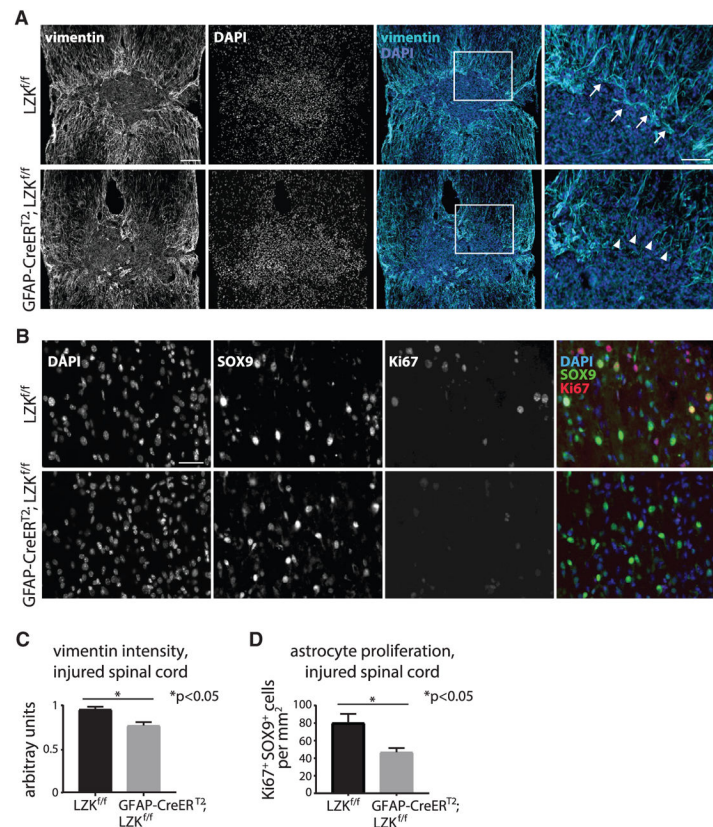 A
vimentin
DAPI
vimentin
DAPI
LZKf/f
GFAP-CreERT2; LZKf/f
B
DAPI
SOX9
Ki67
DAPI
SOX9
Ki67
LZKf/f
GFAP-CreERT2; LZKf/f
C
vimentin intensity,
injured spinal cord
*
*p<0.05
arbitray units
1
0.5
0
LZKf/f
GFAP-CreERT2;
LZKf/f
D
astrocyte proliferation,
injured spinal cord
*
*p<0.05
Ki67+ SOX9+ cells
per mm2
100
80
60
40
20
0
LZKf/f
GFAP-CreERT2;
LZKf/f